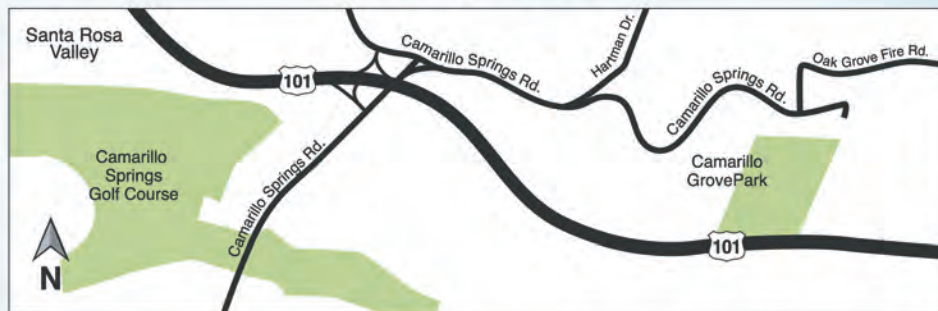 Santa Rosa
Valley
101
Camarillo Springs Rd.
Hartman Dr.
Oak Grove Fire Rd.
Camarillo Springs Rd.
Camarillo
Springs
Golf Course
Camarillo Springs Rd.
Camarillo
GrovePark
101
N